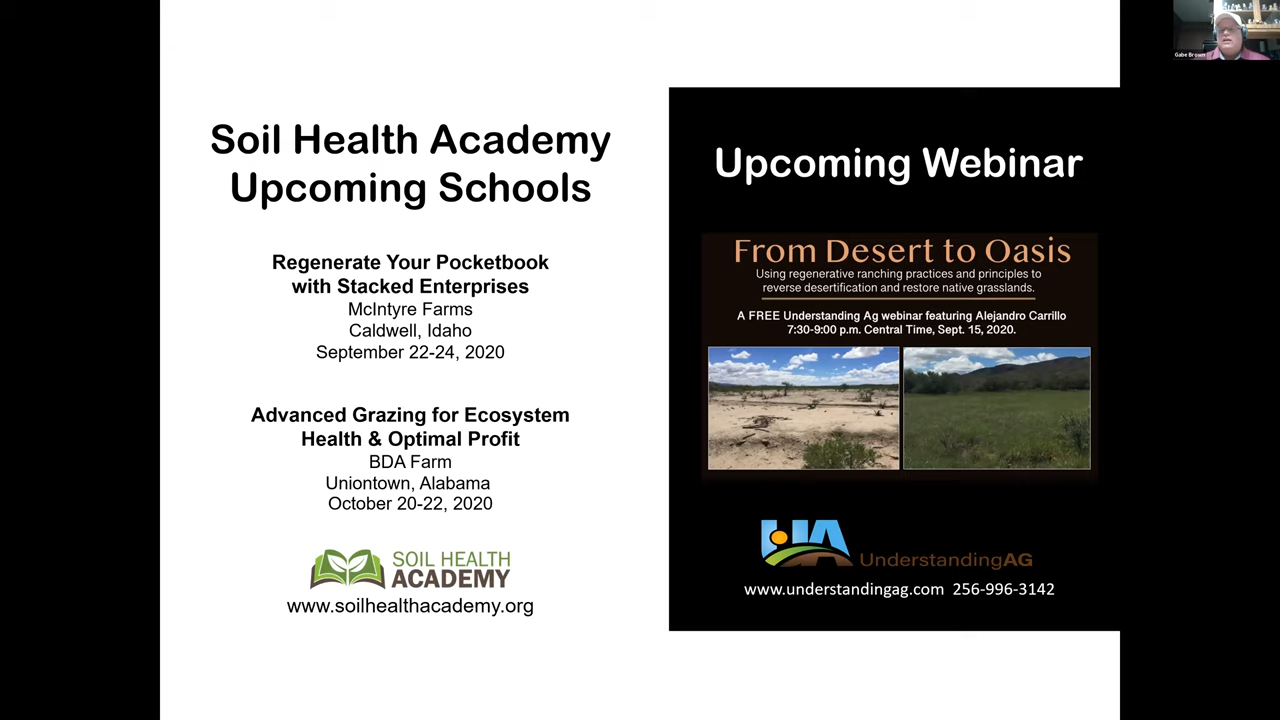 Soil Health Academy
Upcoming Schools
Regenerate Your Pocketbook
with Stacked Enterprises
McIntyre Farms
Caldwell, Idaho
September 22-24, 2020
Advanced Grazing for Ecosystem
Health & Optimal Profit
BDA Farm
Uniontown, Alabama
October 20-22, 2020
SOIL HEALTH
ACADEMY
www.soilhealthacademy.org
Upcoming Webinar
From Desert to Oasis
Using regenerative ranching practices and principles to
reverse desertification and restore native grasslands.
A FREE Understanding Ag webinar featuring Alejandro Carrillo
7:30-9:00 p.m. Central Time, Sept. 15, 2020.
UA
UnderstandingAG
www.understandingag.com 256-996-3142
Gabe Brown